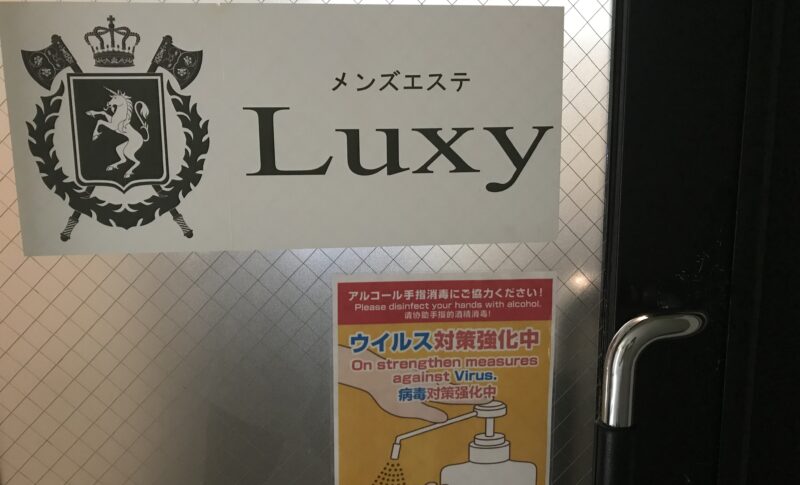 メンズエステ
Luxy
アルコール手指消毒にご協力ください!
Please disinfect your hands with alcohol.
请协助手指的酒精消毒!
ウイルス対策強化中
On strengthen measures
against Virus.
病毒対策强化中